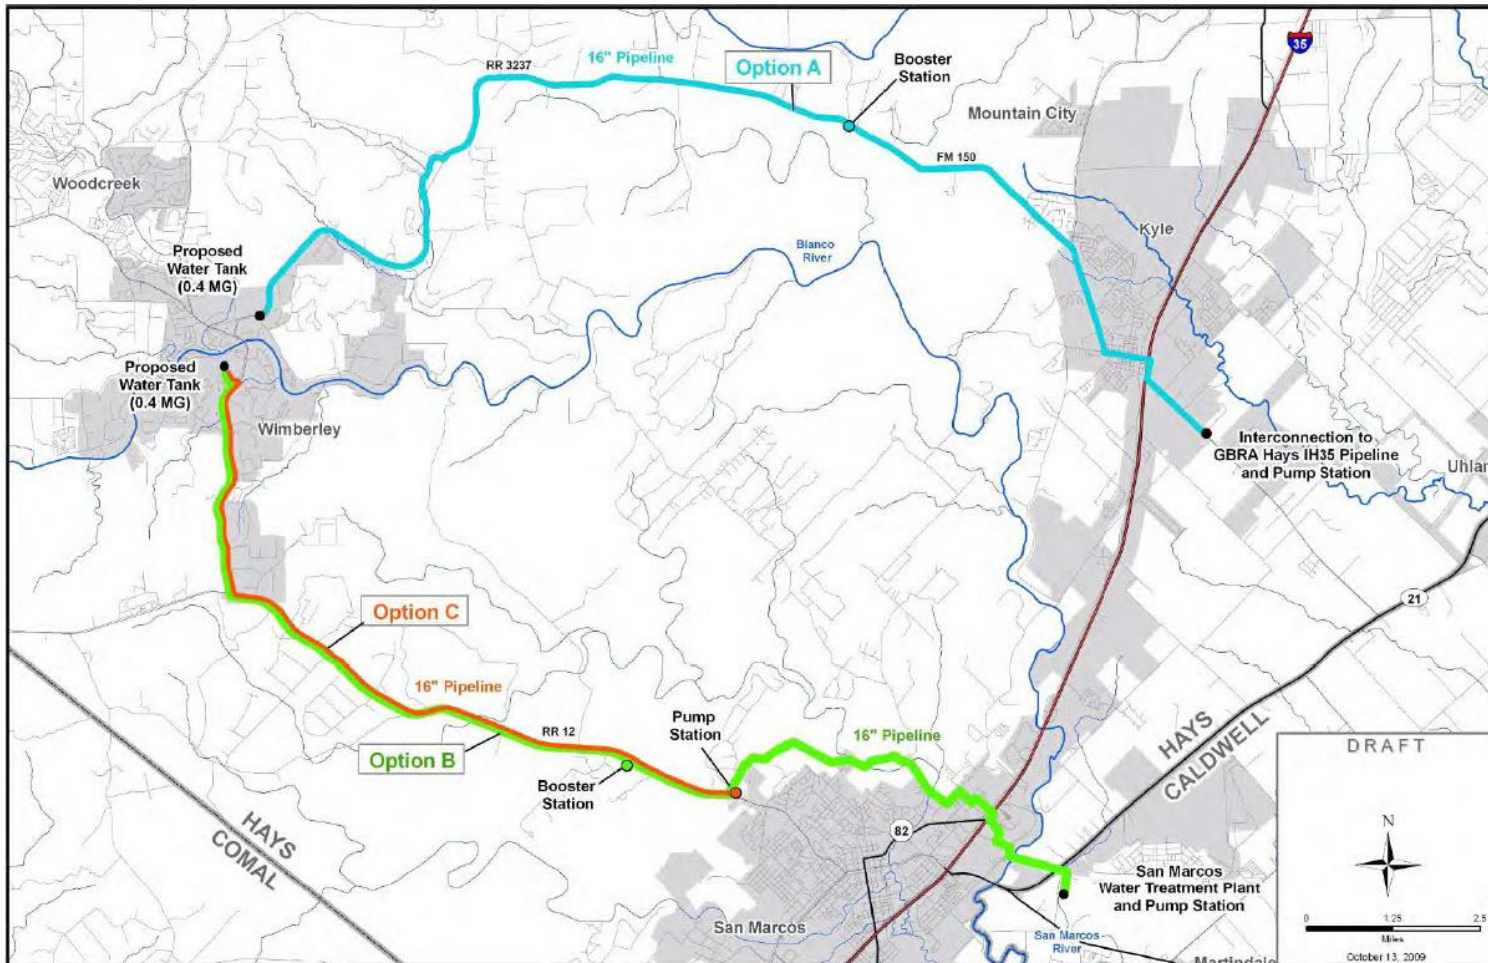 35
RR 3237
16" Pipeline
Option A
Booster
Station
Mountain City
FM 150
Woodcreek
Kyle
Proposed
Water Tank
(0.4 MG)
Blanco
River
Proposed
Water Tank
(0.4 MG)
Wimberley
Interconnection to
GBRA Hays IH35 Pipeline
and Pump Station
Uhlan
21
Option C
16" Pipeline
Pump
Station
RR 12
16" Pipeline
Option B
Booster
Station
HAYS
CALDWELL
DRAFT
HAYS
COMAL
82
N
San Marcos
Water Treatment Plant
and Pump Station
San Marcos
San Marcos
River
Martindale
0 1.25 2.5
Miles
October 13, 2009